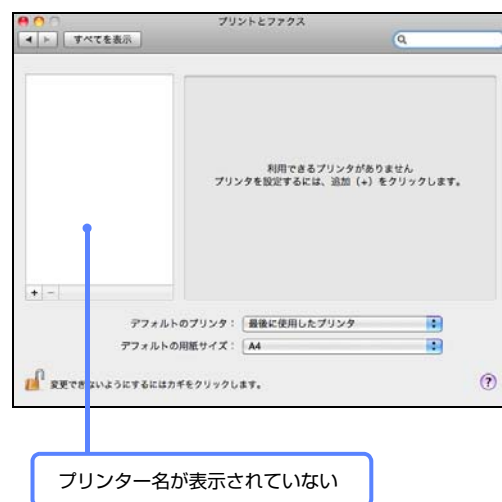 プリントとファクス
すべてを表示
利用できるプリンタがありません
プリンタを設定するには、追加（+）をクリックします。
+ -
デフォルトのプリンタ： 最後に使用したプリンタ
デフォルトの用紙サイズ： A4
変更できないようにするにはカギをクリックします。
?
プリンター名が表示されていない